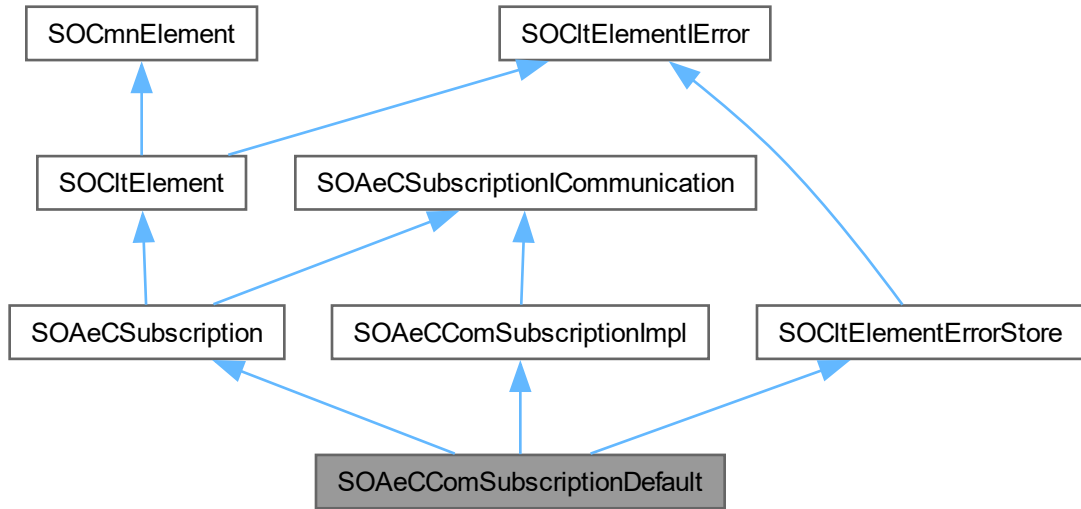 SOCmnElement
SOCltElementIError
SOCltElement
SOAeCSubscriptionICommunication
SOAeCSubscription
SOAeCComSubscriptionImpl
SOCltElementErrorStore
SOAeCComSubscriptionDefault